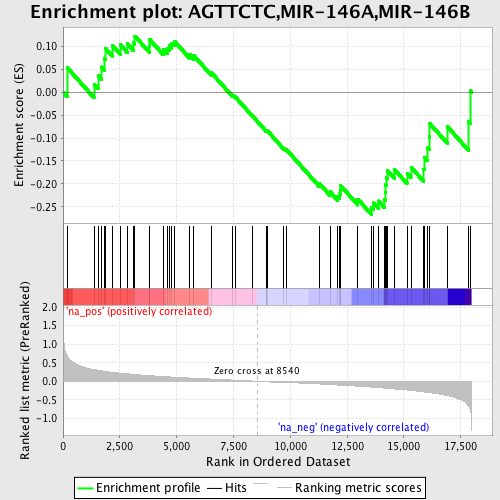 Enrichment plot: AGTTCTC,MIR-146A,MIR-146B
Enrichment score (ES)
0.10
0.05
0.00
-0.05
-0.10
-0.15
-0.20
-0.25
'na_pos' (positively correlated)
Ranked list metric (PreRanked)
2.0
1.5
1.0
0.5
0.0
-0.5
-1.0
Zero cross at 8540
'na_neg' (negatively correlated)
0
2,500
5,000
7,500
10,000
12,500
15,000
17,500
Rank in Ordered Dataset
Enrichment profile
Hits
Ranking metric scores